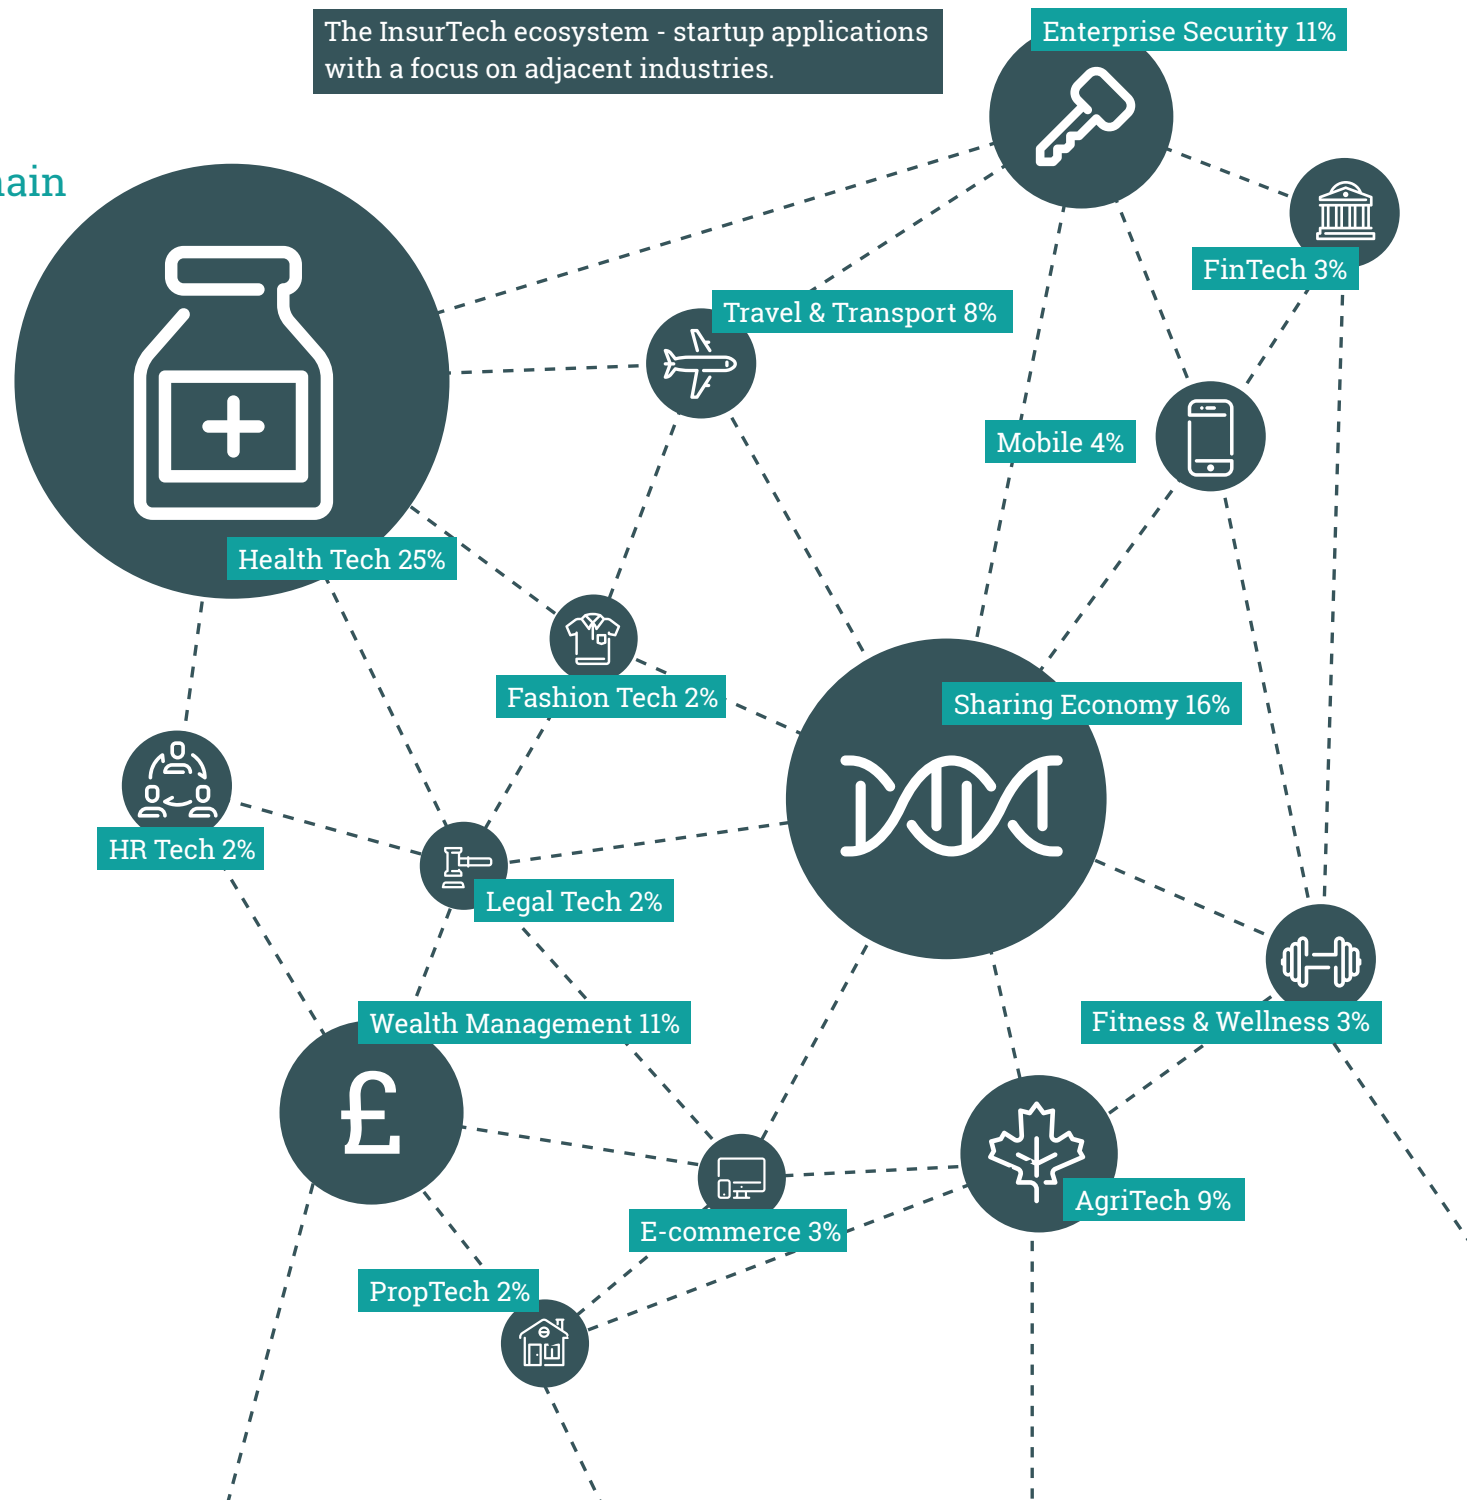 The InsurTech ecosystem - startup applications
with a focus on adjacent industries.
Enterprise Security 11%
FinTech 3%
Travel & Transport 8%
Mobile 4%
Health Tech 25%
Fashion Tech 2%
Sharing Economy 16%
HR Tech 2%
Legal Tech 2%
Wealth Management 11%
£
Fitness & Wellness 3%
AgriTech 9%
E-commerce 3%
PropTech 2%